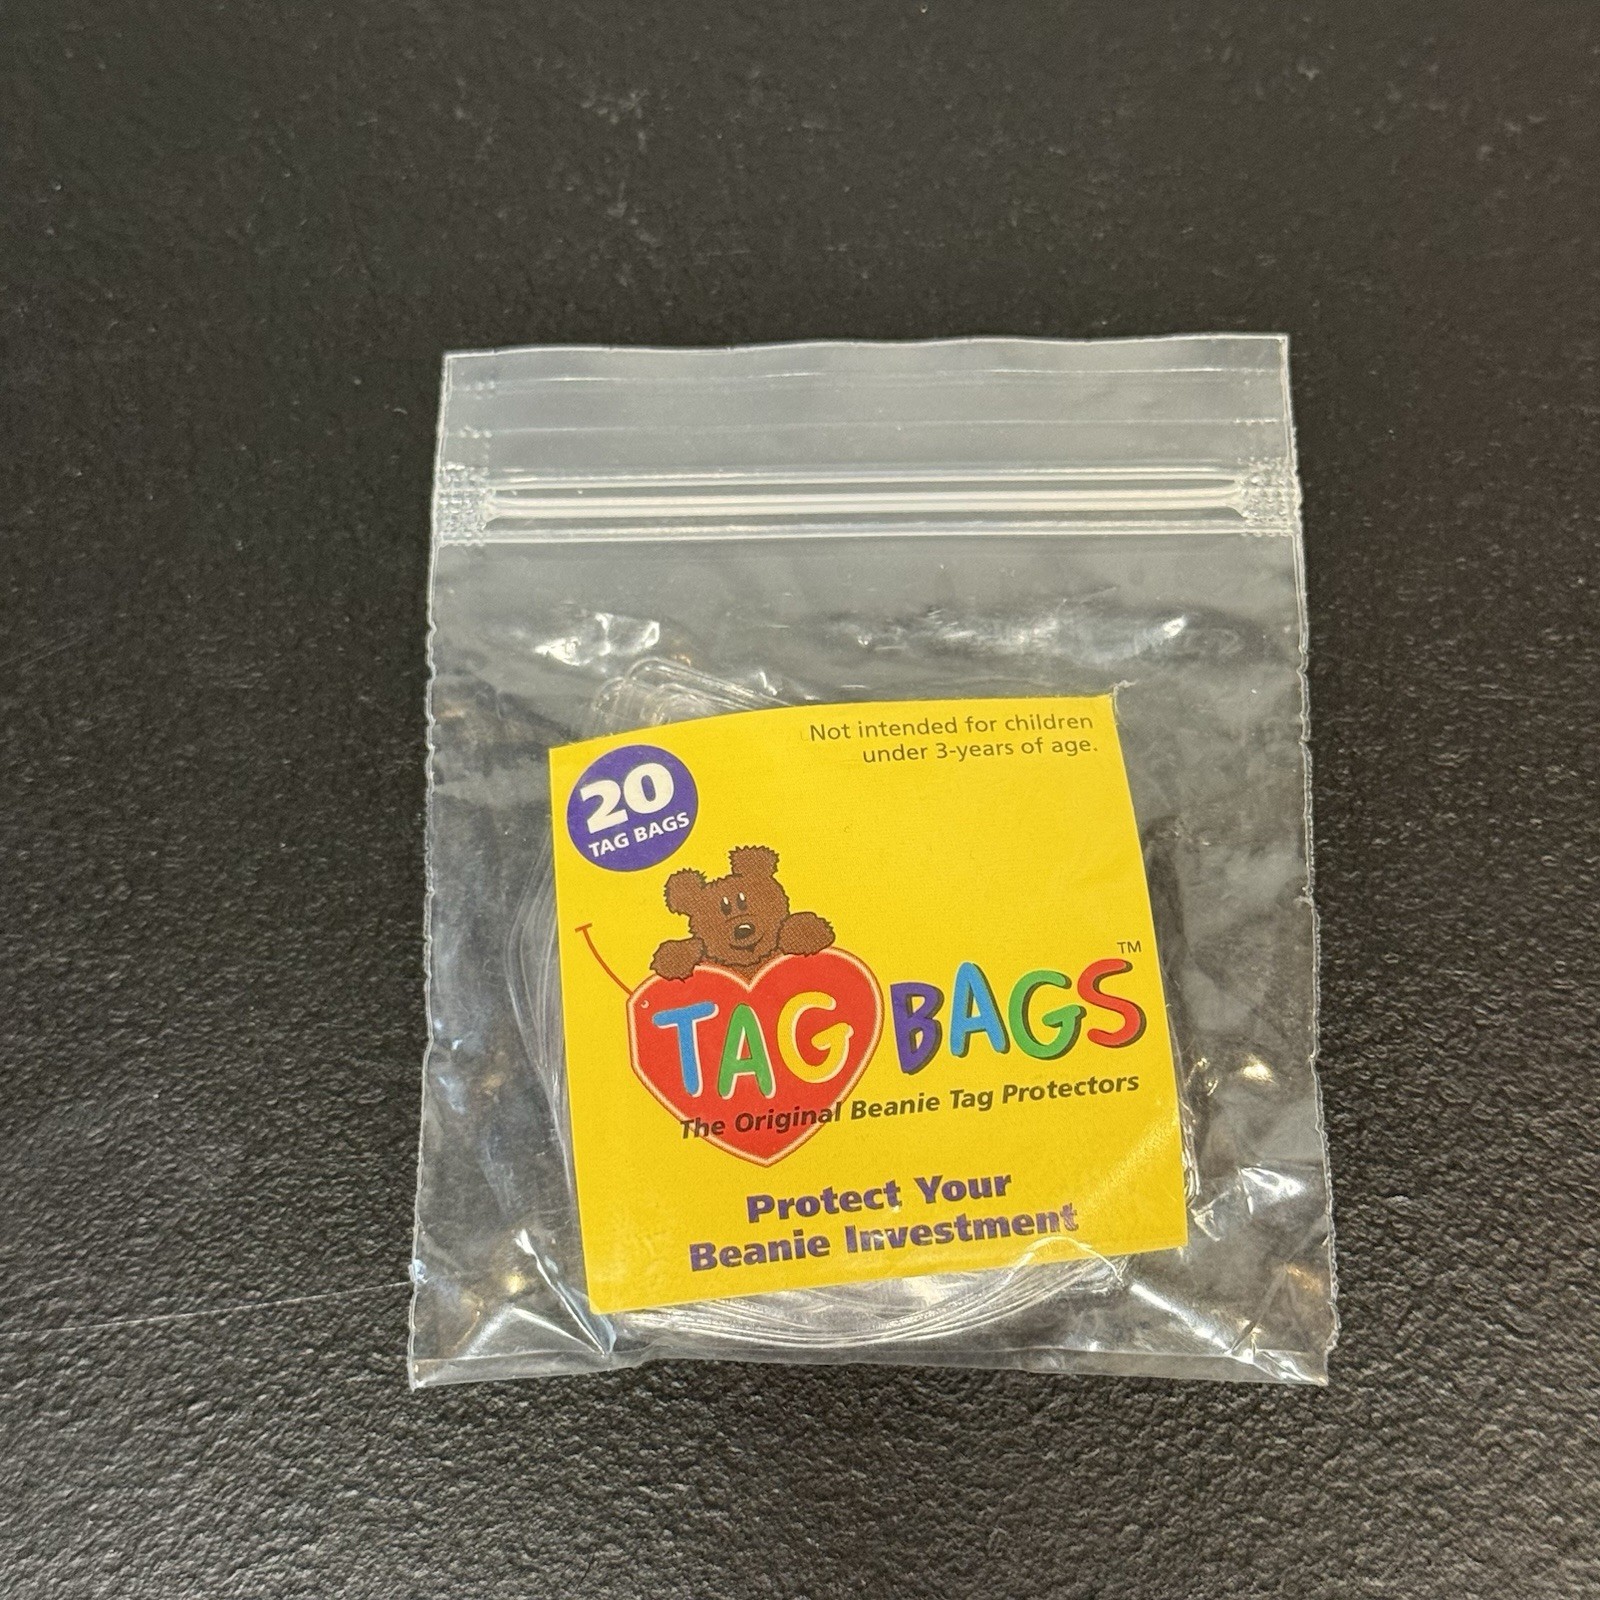 Not intended for children
under 3-years of age.
20
TAG BAGS
TAG BAGS™
The Original Beanie Tag Protectors
Protect Your
Beanie Investment